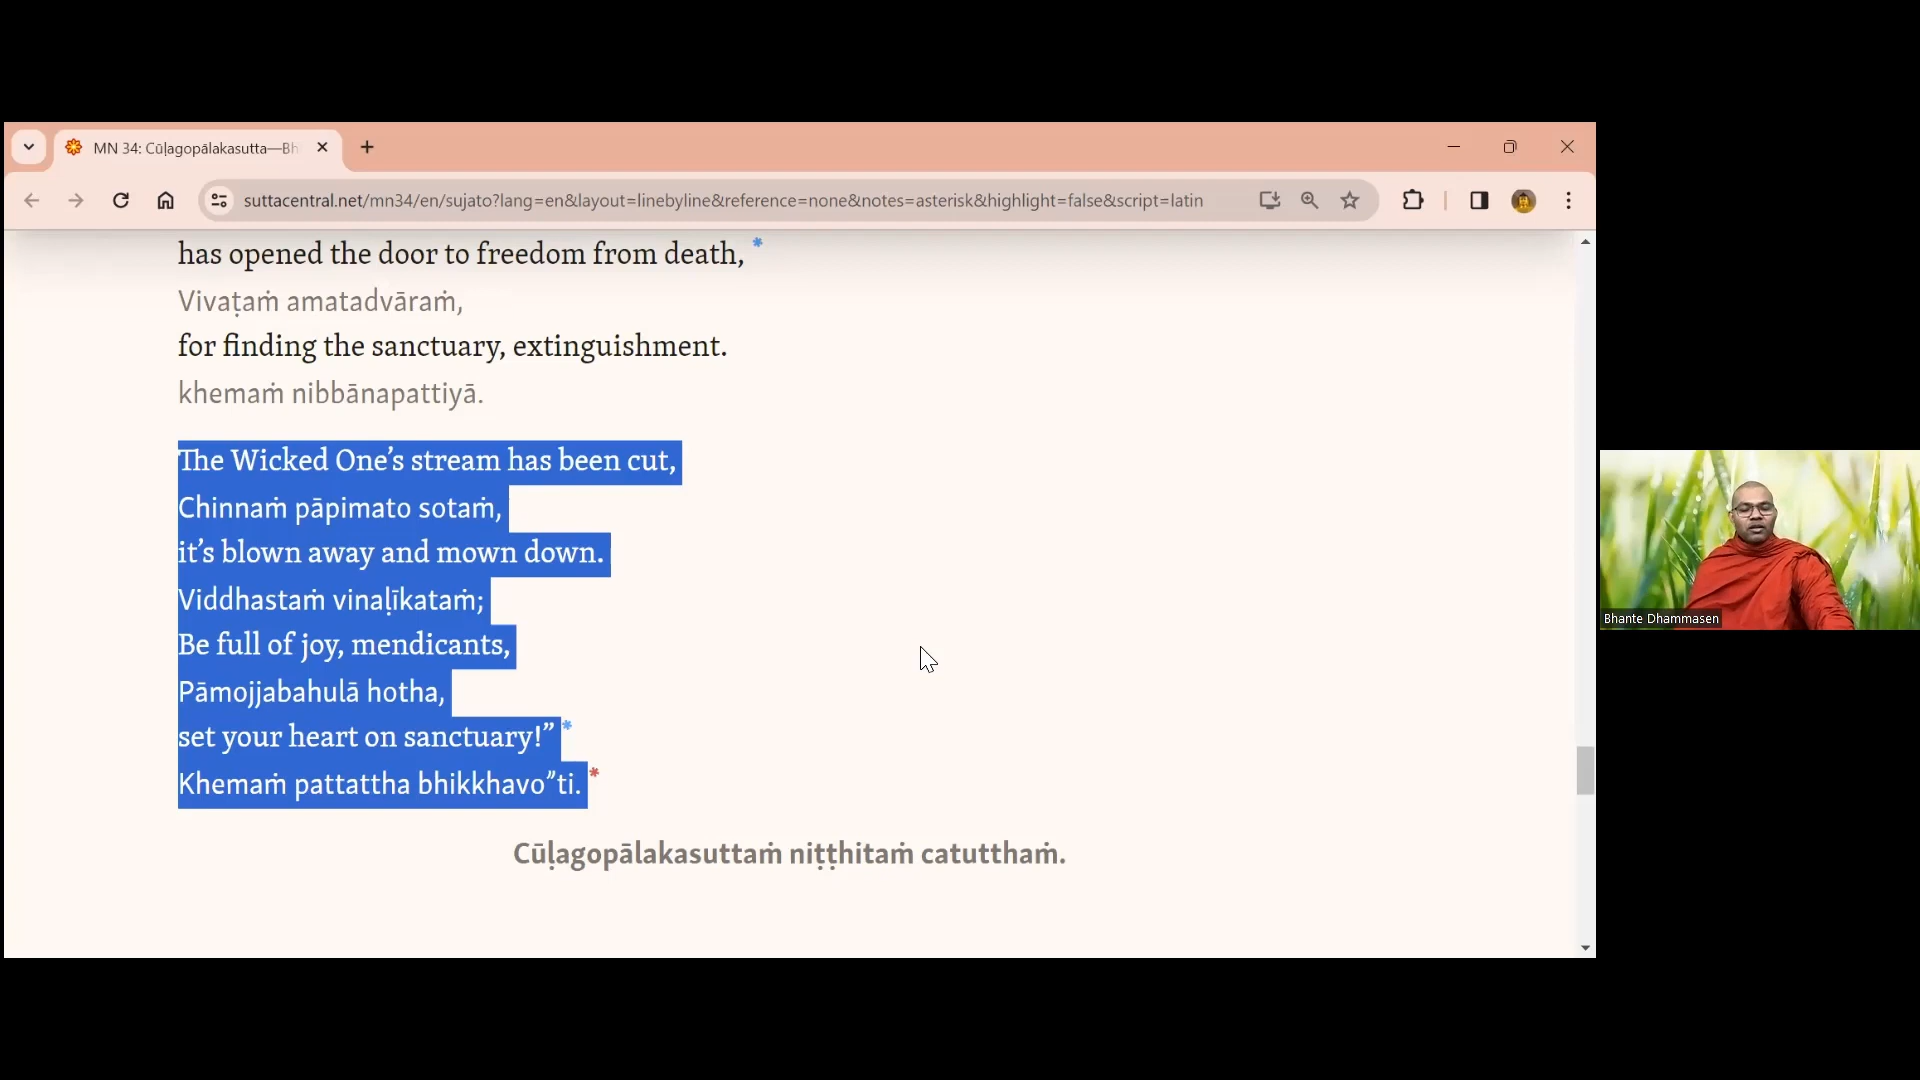 MN 34: Cūḷagopālakasutta—Bh
suttacentral.net/mn34/en/sujato?lang=en&layout=linebyline&reference=none&notes=asterisk&highlight=false&script=latin
has opened the door to freedom from death, *
Vivaṭaṁ amatadvāraṁ,
for finding the sanctuary, extinguishment.
khemaṁ nibbānapattiyā.
The Wicked One’s stream has been cut,
Chinnaṁ pāpimato sotaṁ,
it’s blown away and mown down.
Viddhastaṁ vinaḷīkataṁ;
Be full of joy, mendicants,
Pāmojjabahulā hotha,
set your heart on sanctuary!” *
Khemaṁ pattattha bhikkhavo”ti. *
Cūḷagopālakasuttaṁ niṭṭhitaṁ catutthaṁ.
Bhante Dhammasen